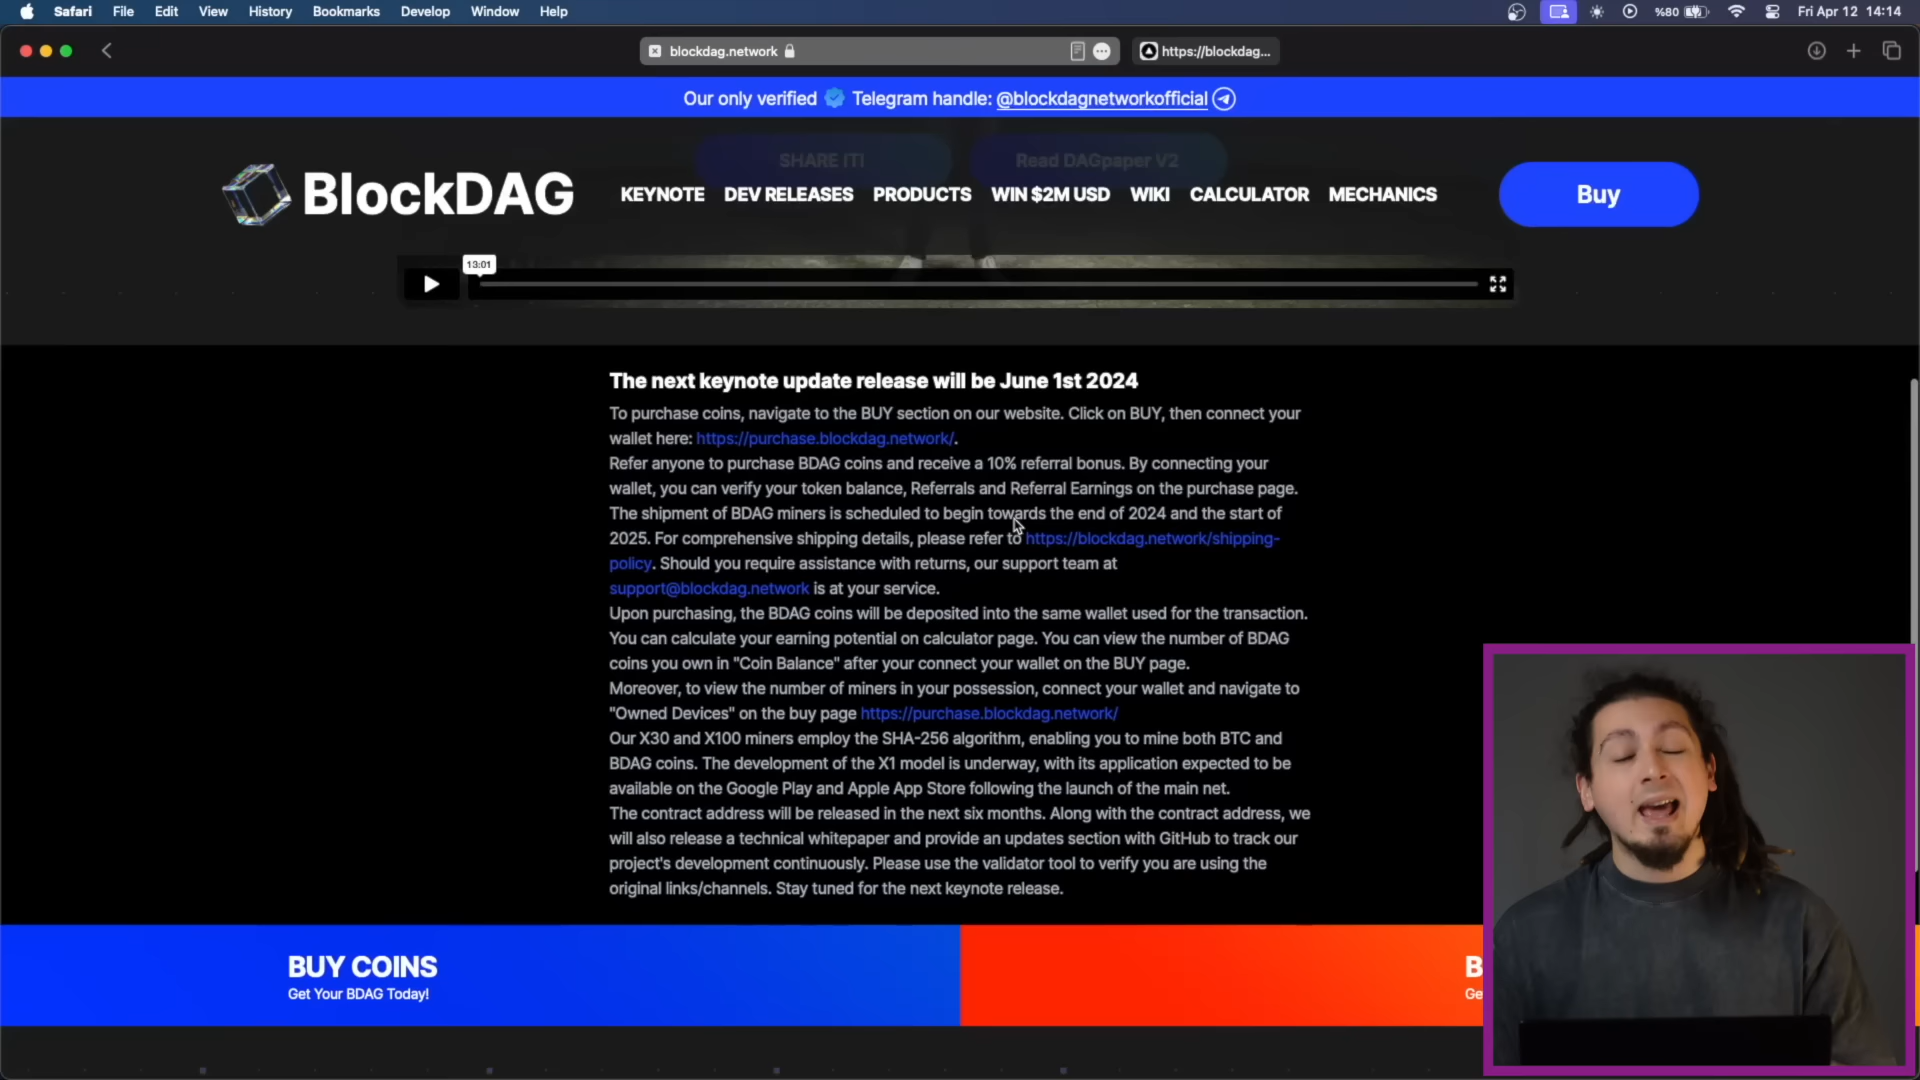 Safari File Edit View History Bookmarks Develop Window Help %80 Fri Apr 12 14:14
blockdag.network https://blockdag...
Our only verified Telegram handle: @blockdagnetworkofficial
SHARE IT! Read DAGpaper V2
BlockDAG KEYNOTE DEV RELEASES PRODUCTS WIN $2M USD WIKI CALCULATOR MECHANICS Buy
13:01
The next keynote update release will be June 1st 2024
To purchase coins, navigate to the BUY section on our website. Click on BUY, then connect your
wallet here: https://purchase.blockdag.network/.
Refer anyone to purchase BDAG coins and receive a 10% referral bonus. By connecting your
wallet, you can verify your token balance, Referrals and Referral Earnings on the purchase page.
The shipment of BDAG miners is scheduled to begin towards the end of 2024 and the start of
2025. For comprehensive shipping details, please refer to https://blockdag.network/shipping-
policy. Should you require assistance with returns, our support team at
support@blockdag.network is at your service.
Upon purchasing, the BDAG coins will be deposited into the same wallet used for the transaction.
You can calculate your earning potential on calculator page. You can view the number of BDAG
coins you own in "Coin Balance" after your connect your wallet on the BUY page.
Moreover, to view the number of miners in your possession, connect your wallet and navigate to
"Owned Devices" on the buy page https://purchase.blockdag.network/
Our X30 and X100 miners employ the SHA-256 algorithm, enabling you to mine both BTC and
BDAG coins. The development of the X1 model is underway, with its application expected to be
available on the Google Play and Apple App Store following the launch of the main net.
The contract address will be released in the next six months. Along with the contract address, we
will also release a technical whitepaper and provide an updates section with GitHub to track our
project's development continuously. Please use the validator tool to verify you are using the
original links/channels. Stay tuned for the next keynote release.
BUY COINS B
Get Your BDAG Today! Ge